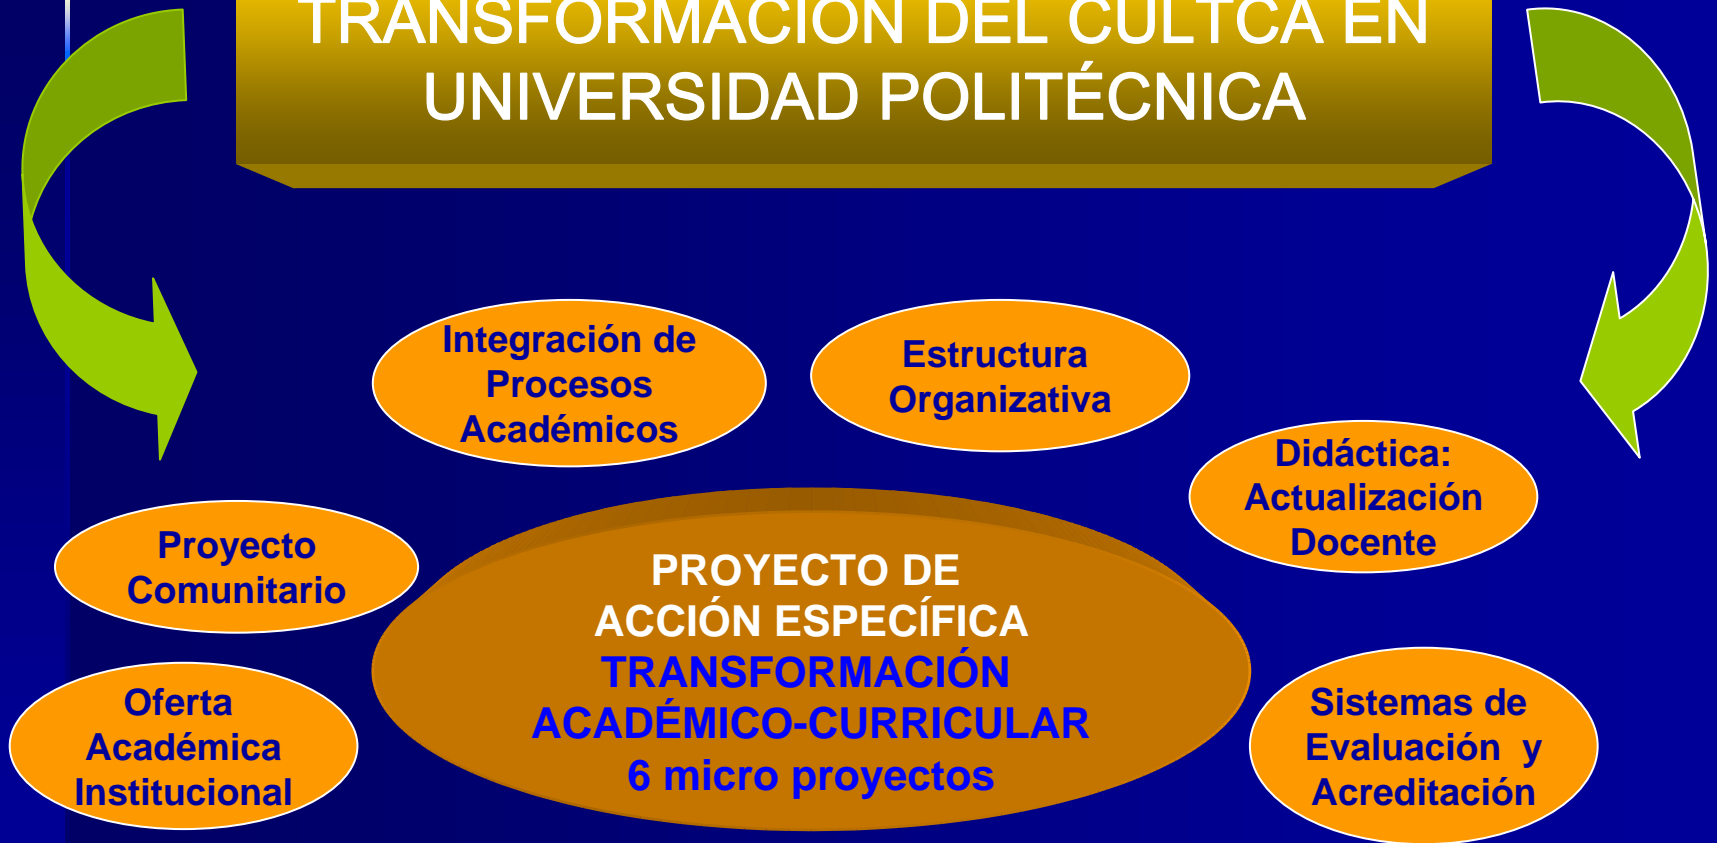 TRANSFORMACIÓN DEL CULTCA EN
UNIVERSIDAD POLITÉCNICA
Integración de
Procesos
Académicos
Estructura
Organizativa
Didáctica:
Actualización
Docente
Proyecto
Comunitario
PROYECTO DE
ACCIÓN ESPECÍFICA
TRANSFORMACIÓN
ACADÉMICO-CURRICULAR
6 micro proyectos
Oferta
Académica
Institucional
Sistemas de
Evaluación y
Acreditación